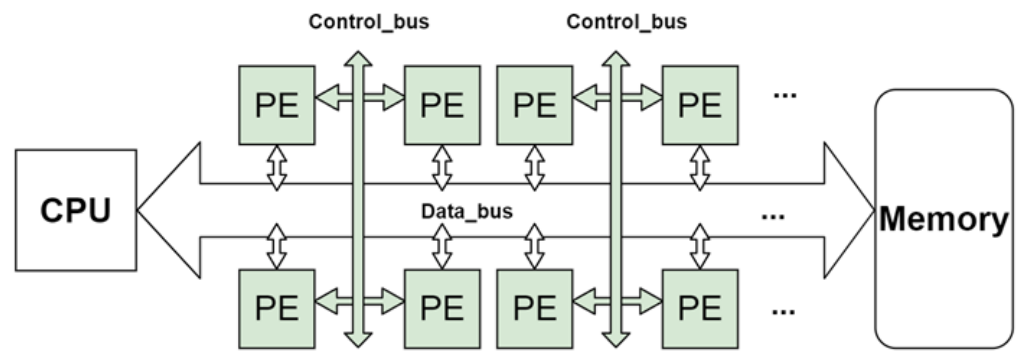 Control_bus Control_bus
PE PE PE PE ...
CPU Data_bus ... Memory
PE PE PE PE ...